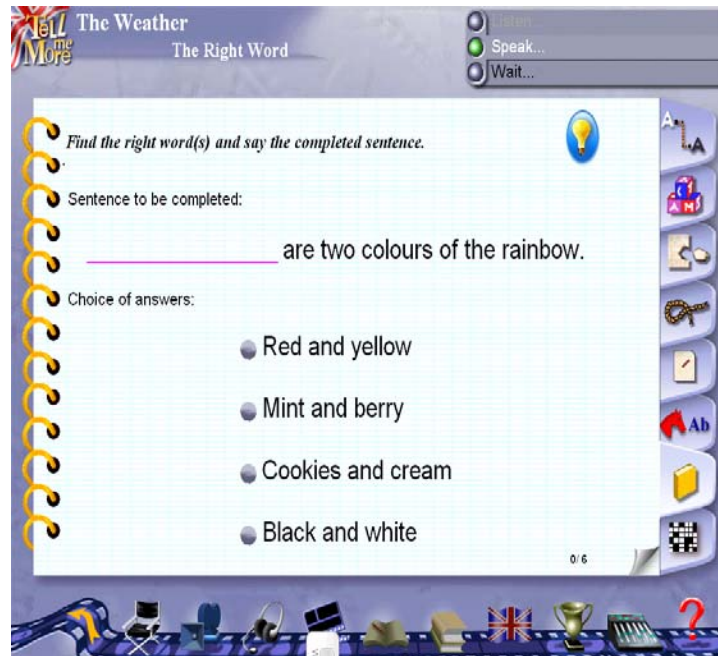 Tell
me
More
The Weather
The Right Word
Listen...
Speak...
Wait...
Find the right word(s) and say the completed sentence.
Sentence to be completed:
are two colours of the rainbow.
Choice of answers:
Red and yellow
Mint and berry
Cookies and cream
Black and white
0/ 6
A
A
A M
Ab
?